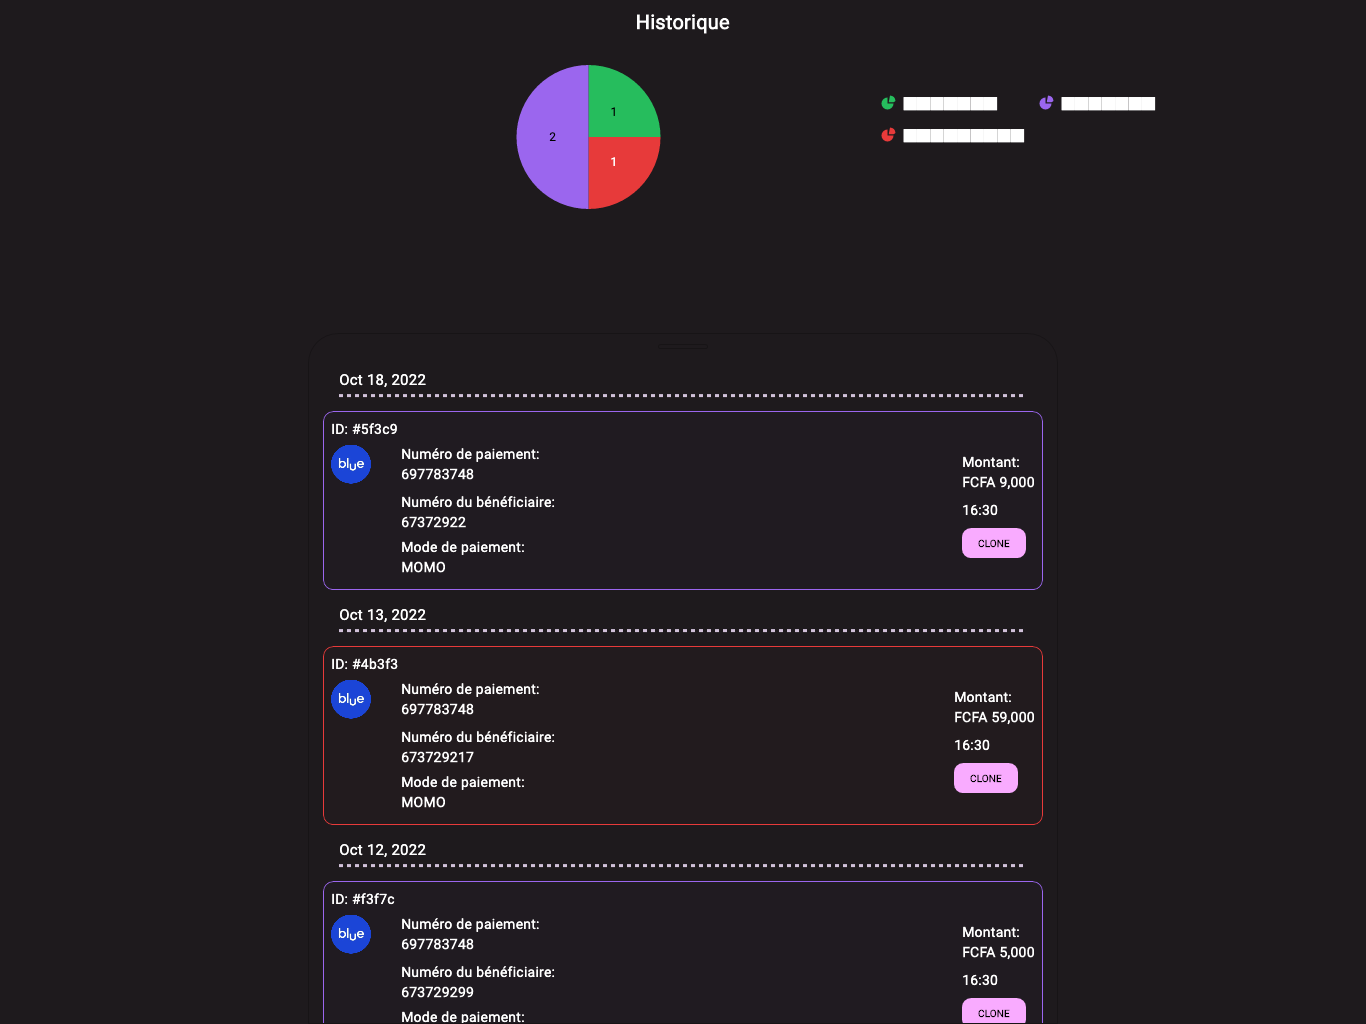 Historique
1
2
1
Oct 18, 2022
ID: #5f3c9
blue
Numéro de paiement:
697783748
Numéro du bénéficiaire:
67372922
Mode de paiement:
MOMO
Montant:
FCFA 9,000
16:30
CLONE
Oct 13, 2022
ID: #4b3f3
blue
Numéro de paiement:
697783748
Numéro du bénéficiaire:
673729217
Mode de paiement:
MOMO
Montant:
FCFA 59,000
16:30
CLONE
Oct 12, 2022
ID: #f3f7c
blue
Numéro de paiement:
697783748
Numéro du bénéficiaire:
673729299
Mode de paiement:
Montant:
FCFA 5,000
16:30
CLONE